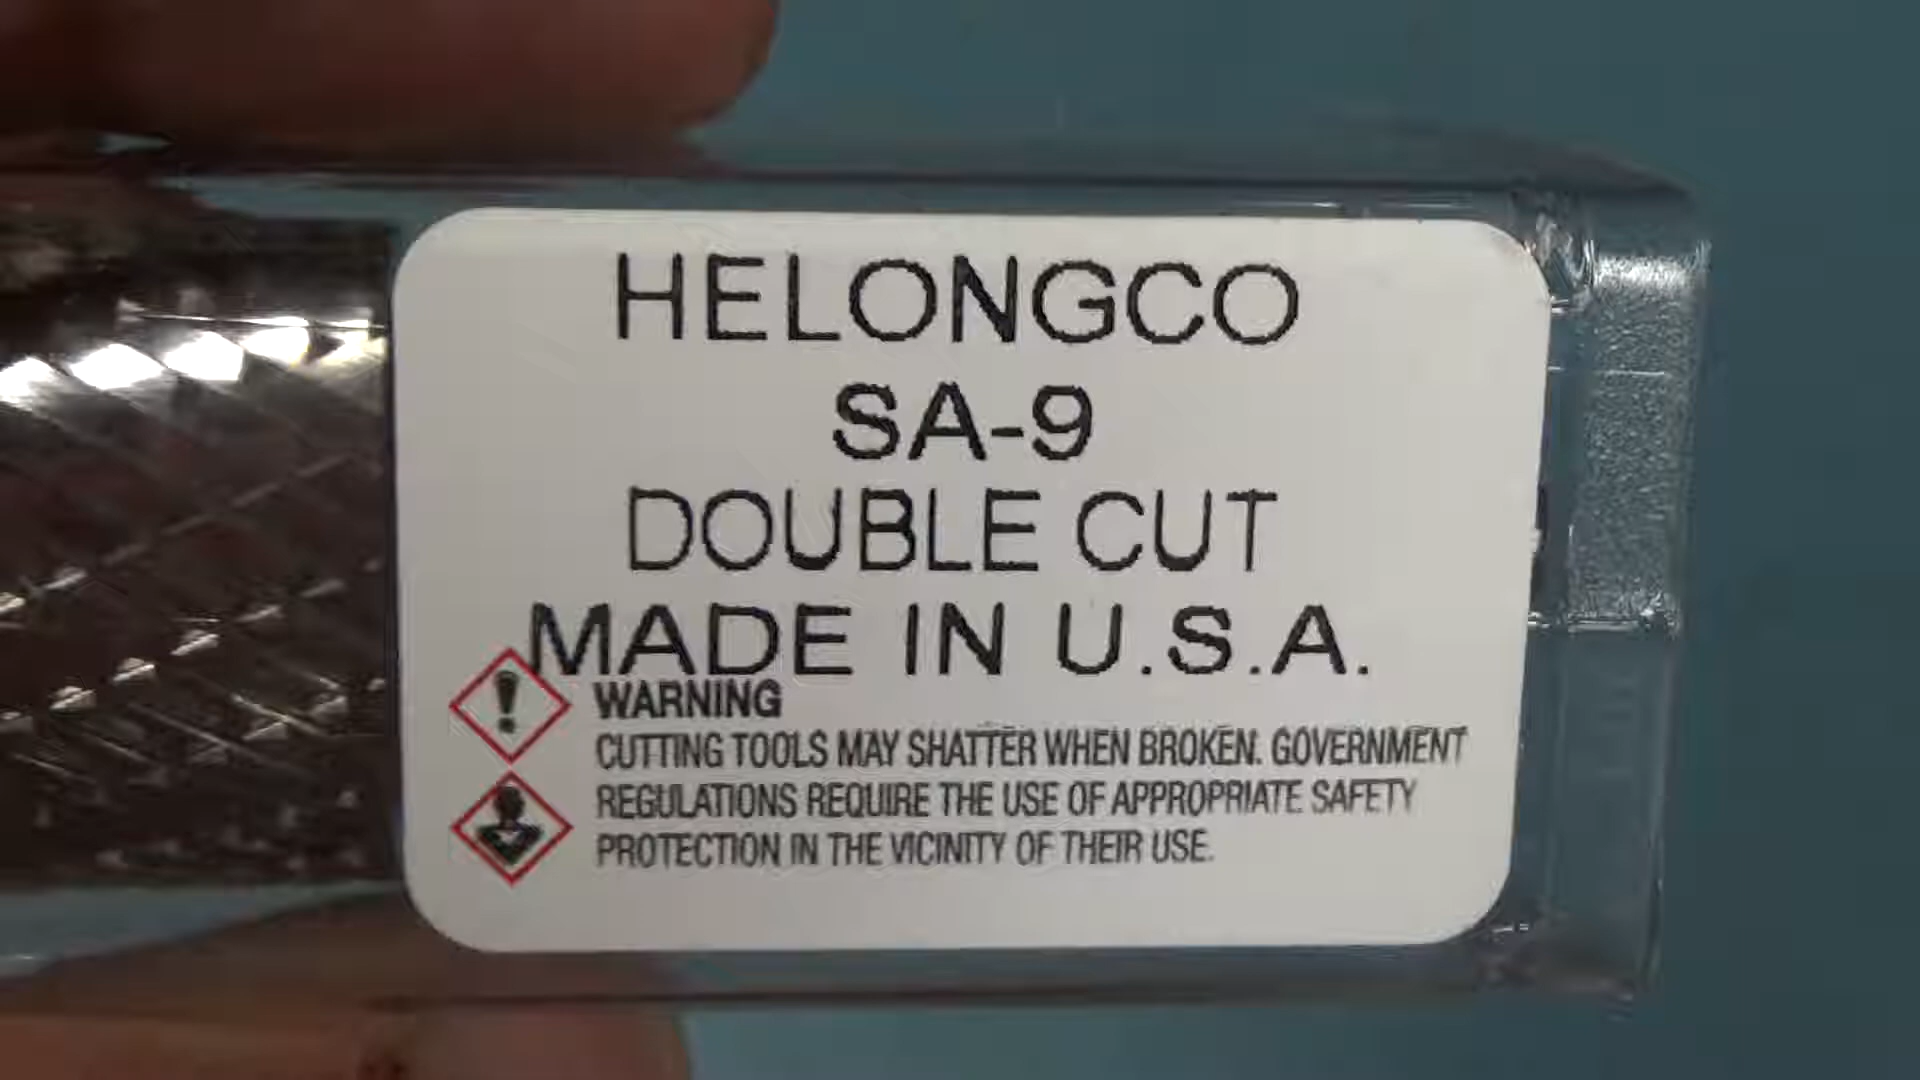 HELONGCO
SA-9
DOUBLE CUT
MADE IN U.S.A.
WARNING
CUTTING TOOLS MAY SHATTER WHEN BROKEN. GOVERNMENT
REGULATIONS REQUIRE THE USE OF APPROPRIATE SAFETY
PROTECTION IN THE VICINITY OF THEIR USE.